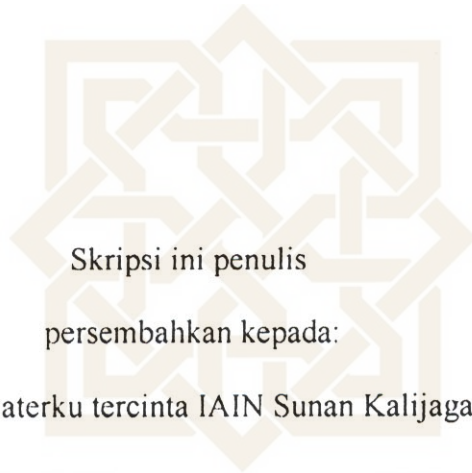 Skripsi ini penulis
persembahkan kepada:
aterku tercinta IAIN Sunan Kalijaga